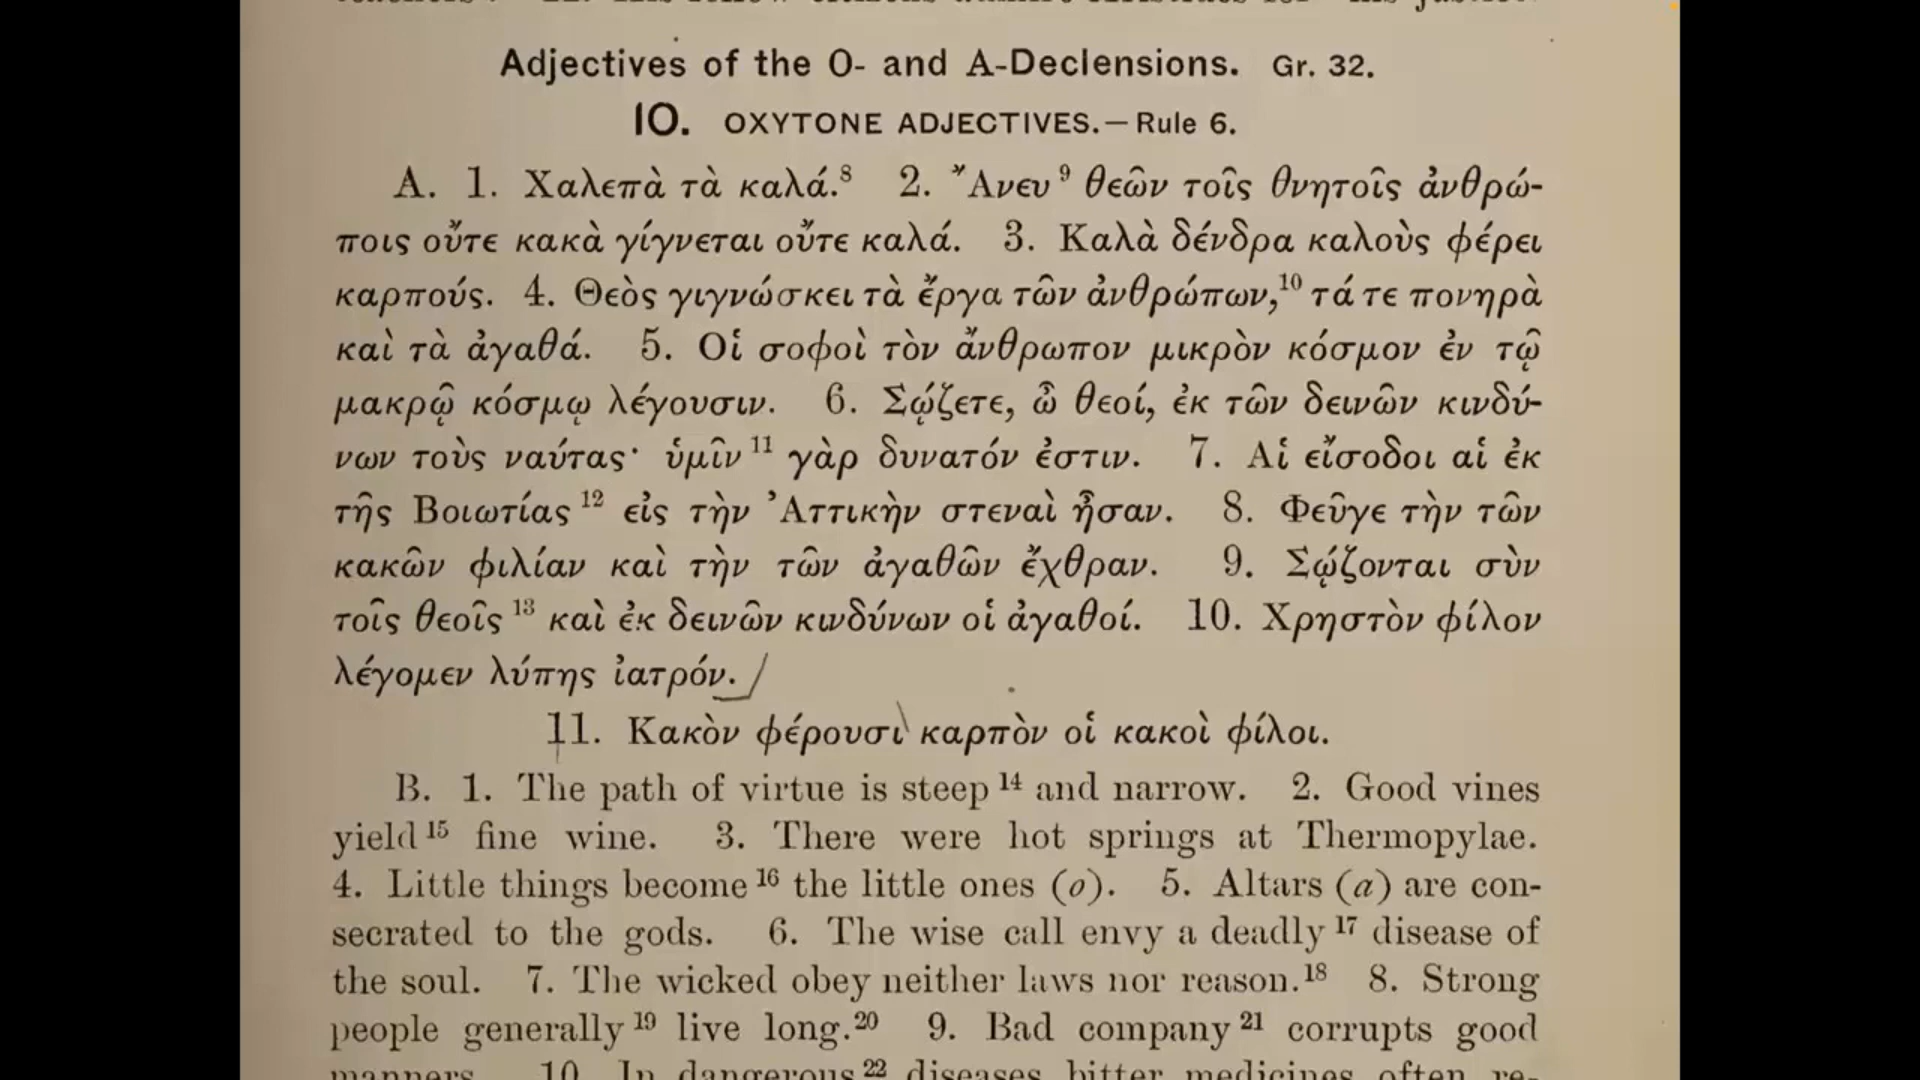 Adjectives of the O- and A-Declensions. Gr. 32.
10. OXYTONE ADJECTIVES.—Rule 6.
A. 1. Χαλεπὰ τὰ καλά.⁸ 2. Ἄνευ⁹ θεῶν τοῖς θνητοῖς ἀνθρώ-
ποις οὔτε κακὰ γίγνεται οὔτε καλά. 3. Καλὰ δένδρα καλοὺς φέρει
καρπούς. 4. Θεὸς γιγνώσκει τὰ ἔργα τῶν ἀνθρώπων,¹⁰ τά τε πονηρὰ
καὶ τὰ ἀγαθά. 5. Οἱ σοφοὶ τὸν ἄνθρωπον μικρὸν κόσμον ἐν τῷ
μακρῷ κόσμῳ λέγουσιν. 6. Σῴζετε, ὦ θεοί, ἐκ τῶν δεινῶν κινδύ-
νων τοὺς ναύτας· ὑμῖν¹¹ γὰρ δυνατόν ἐστιν. 7. Αἱ εἴσοδοι αἱ ἐκ
τῆς Βοιωτίας¹² εἰς τὴν Ἀττικὴν στεναὶ ἦσαν. 8. Φεῦγε τὴν τῶν
κακῶν φιλίαν καὶ τὴν τῶν ἀγαθῶν ἔχθραν. 9. Σῴζονται σὺν
τοῖς θεοῖς¹³ καὶ ἐκ δεινῶν κινδύνων οἱ ἀγαθοί. 10. Χρηστὸν φίλον
λέγομεν λύπης ἰατρόν.
11. Κακὸν φέρουσι καρπὸν οἱ κακοὶ φίλοι.
B. 1. The path of virtue is steep¹⁴ and narrow. 2. Good vines
yield¹⁵ fine wine. 3. There were hot springs at Thermopylae.
4. Little things become¹⁶ the little ones (o). 5. Altars (a) are con-
secrated to the gods. 6. The wise call envy a deadly¹⁷ disease of
the soul. 7. The wicked obey neither laws nor reason.¹⁸ 8. Strong
people generally¹⁹ live long.²⁰ 9. Bad company²¹ corrupts good
manners. 10. In dangerous²² diseases bitter medicines often re-